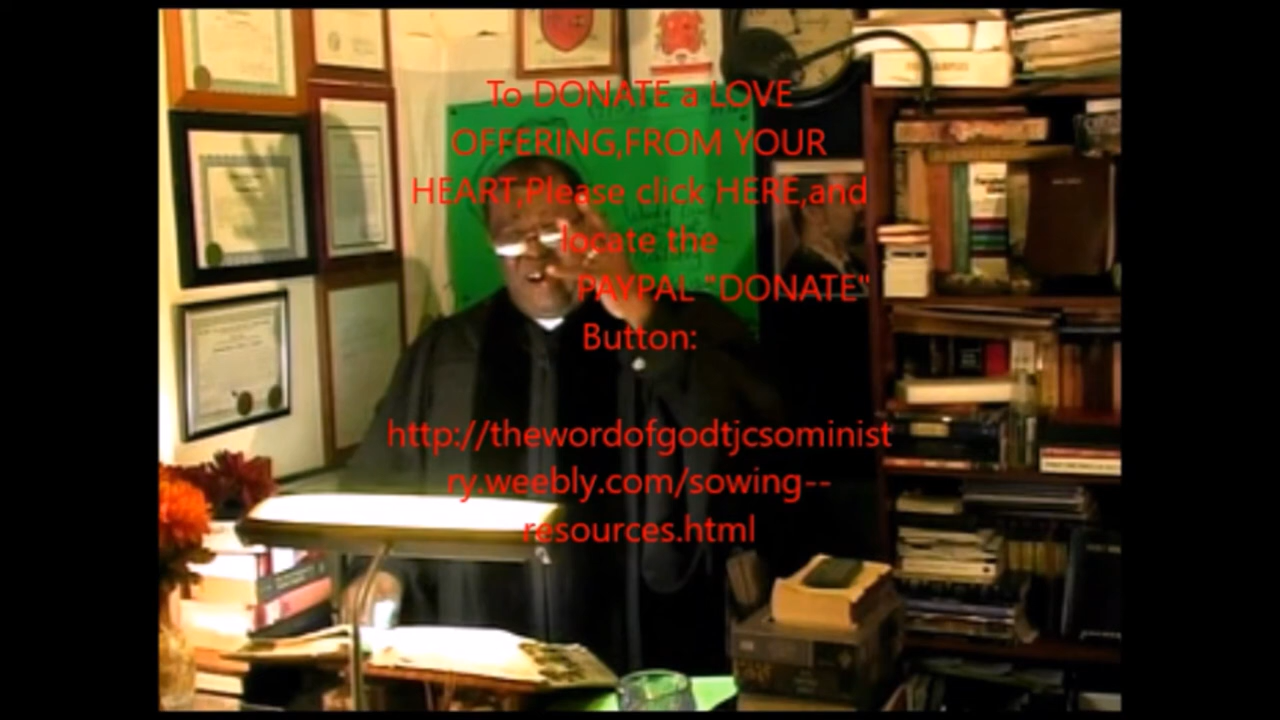 To DONATE a LOVE
OFFERING,FROM YOUR
HEART,Please click HERE,and
locate the
PAYPAL "DONATE"
Button:
http://thewordofgodtjcsominist
ry.weebly.com/sowing--
resources.html